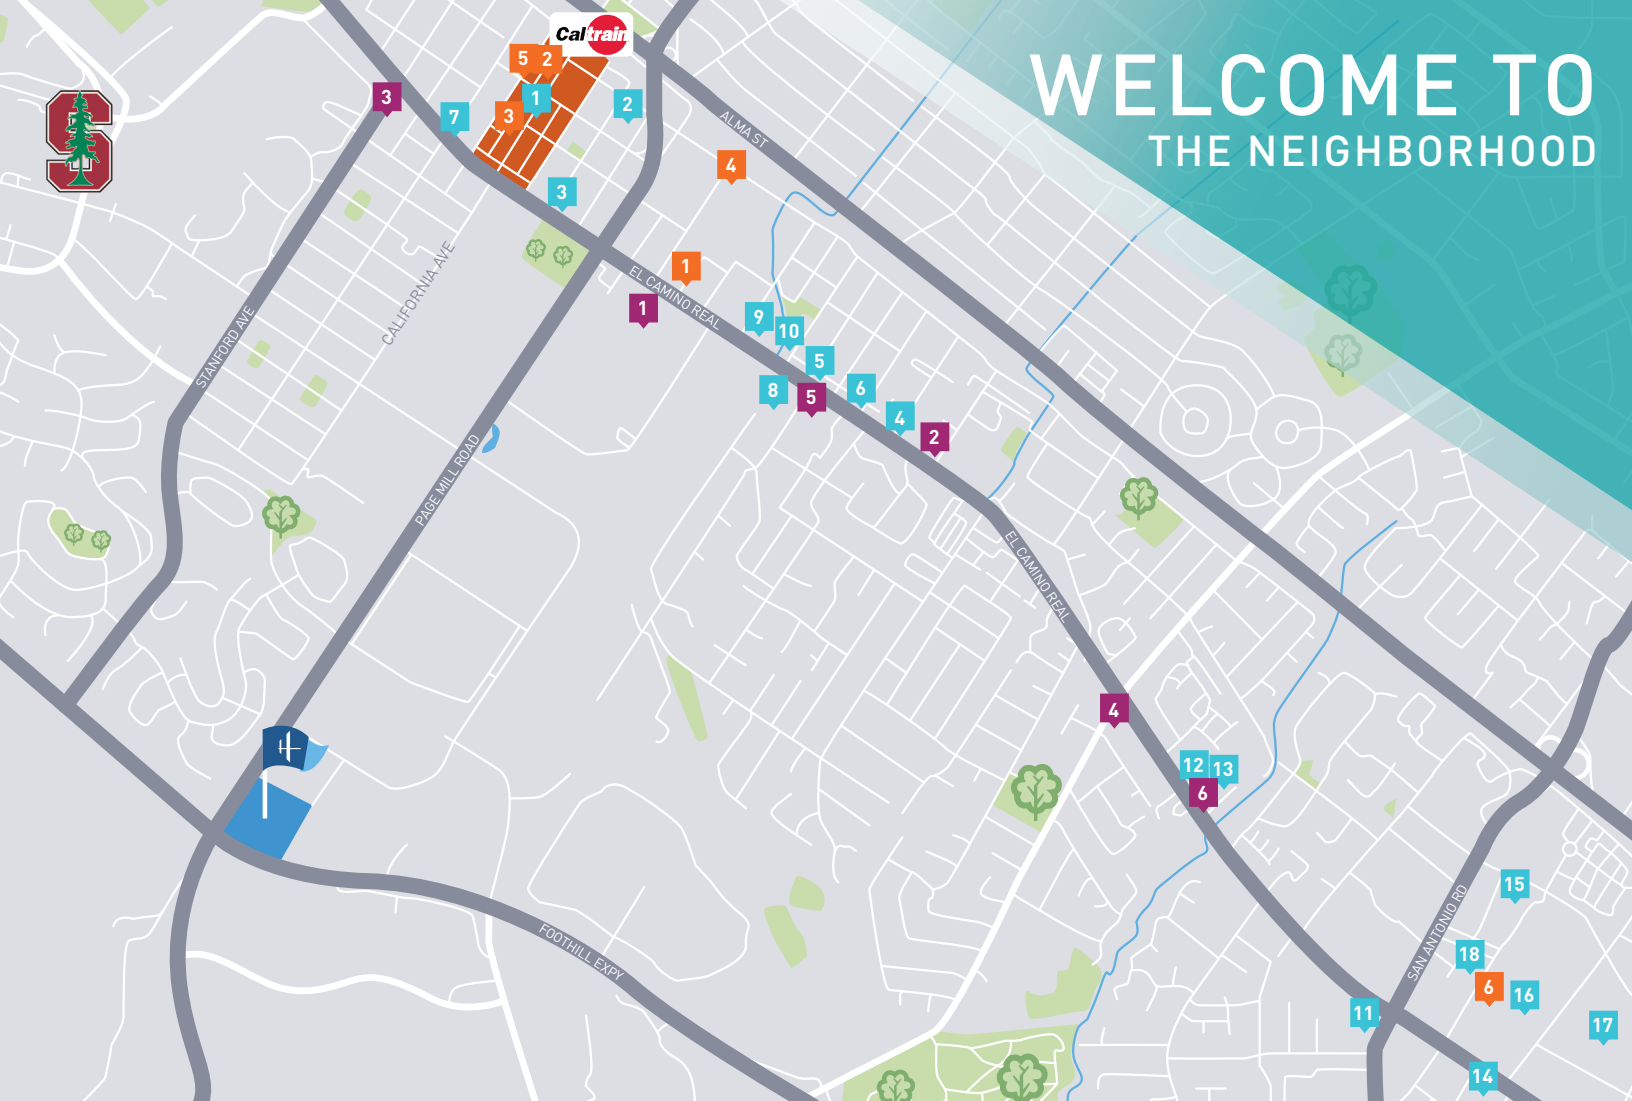 WELCOME TO
THE NEIGHBORHOOD
Caltrain
S
5 2
3
1
7
3
2
ALMA ST
4
3
CALIFORNIA AVE
STANFORD AVE
1
EL CAMINO REAL
1
9
10
5
8
5
6
4
2
PAGE MILL ROAD
EL CAMINO REAL
4
12
13
6
15
SAN ANTONIO RD
18
6
16
11
17
14
FOOTHILL EXPY